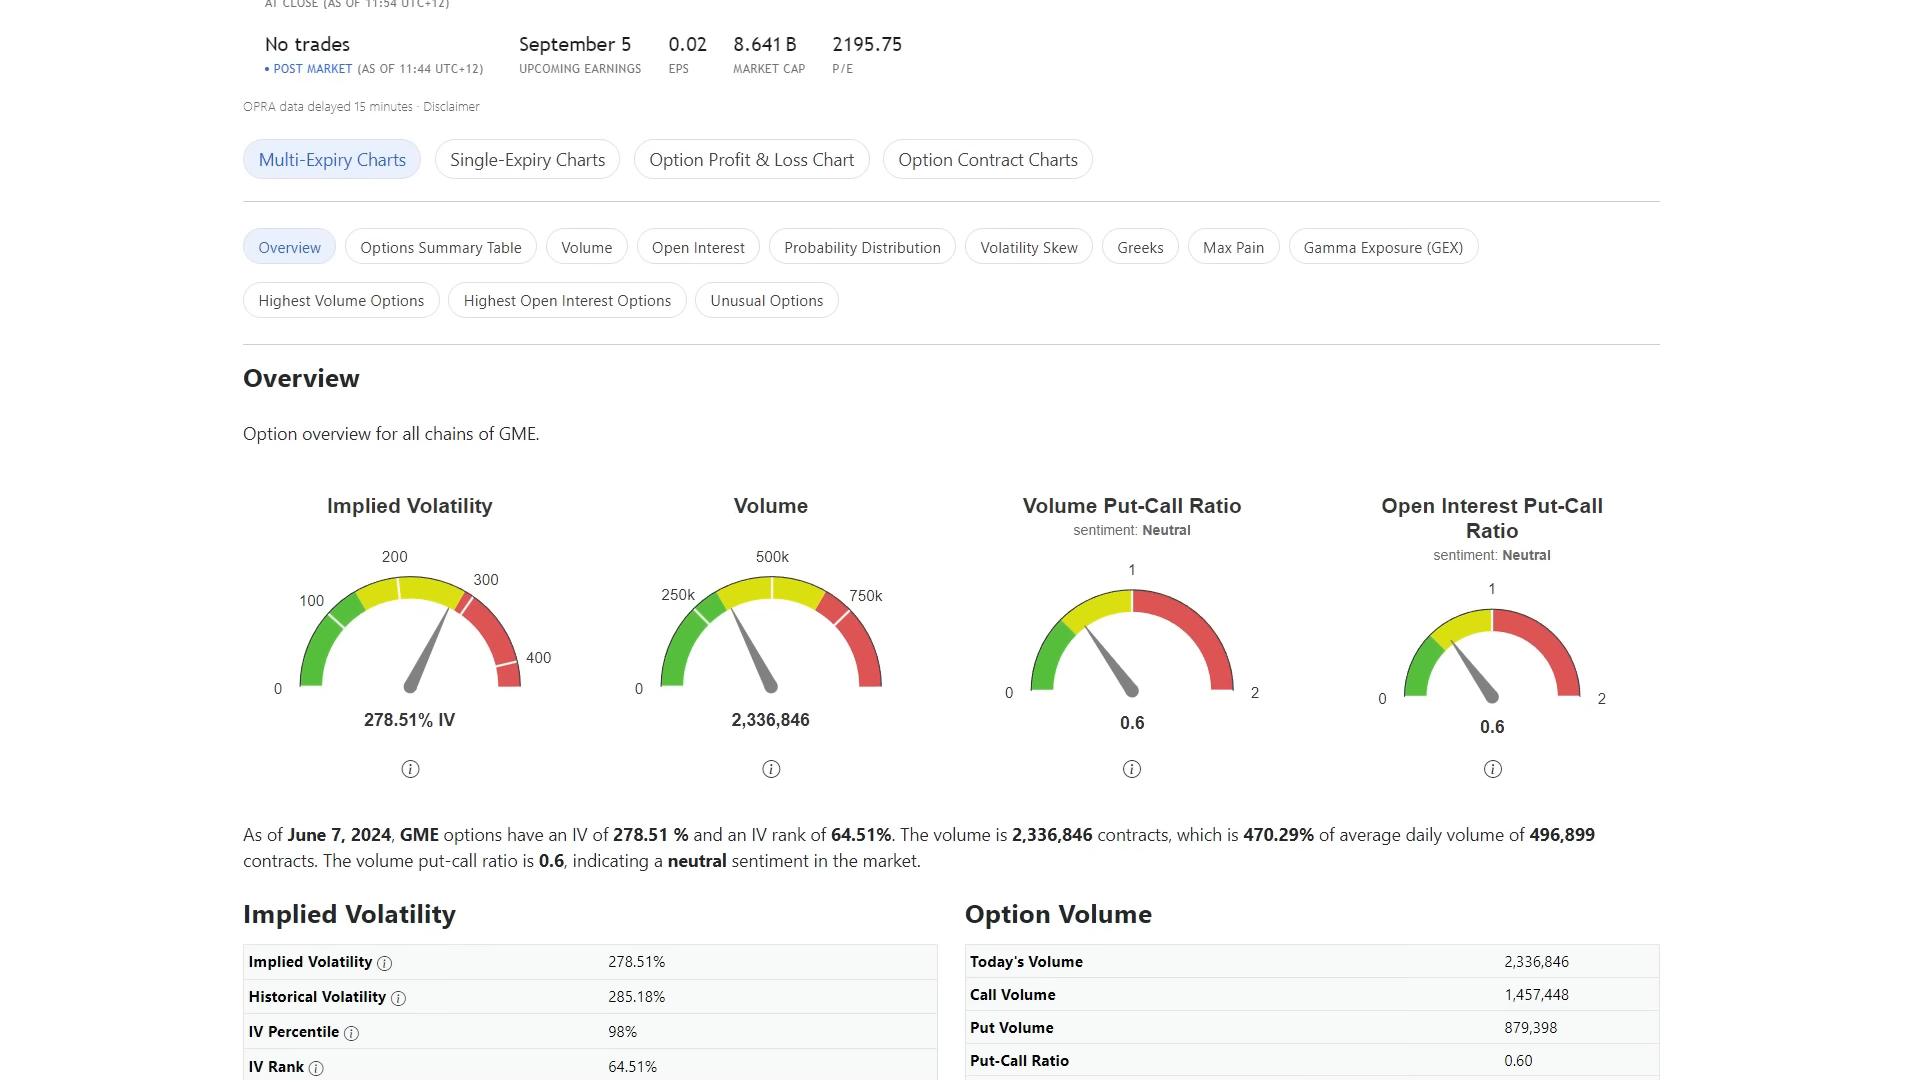 AT CLOSE (AS OF 11:54 UTC+12)
No trades
• POST MARKET (AS OF 11:44 UTC+12)
September 5
UPCOMING EARNINGS
0.02
EPS
8.641 B
MARKET CAP
2195.75
P/E
OPRA data delayed 15 minutes · Disclaimer
Multi-Expiry Charts
Single-Expiry Charts
Option Profit & Loss Chart
Option Contract Charts
Overview
Options Summary Table
Volume
Open Interest
Probability Distribution
Volatility Skew
Greeks
Max Pain
Gamma Exposure (GEX)
Highest Volume Options
Highest Open Interest Options
Unusual Options
Overview
Option overview for all chains of GME.
Implied Volatility
0
100
200
300
400
278.51% IV
Volume
0
250k
500k
750k
2,336,846
Volume Put-Call Ratio
sentiment: Neutral
0
1
2
0.6
Open Interest Put-Call
Ratio
sentiment: Neutral
0
1
2
0.6
As of June 7, 2024, GME options have an IV of 278.51 % and an IV rank of 64.51%. The volume is 2,336,846 contracts, which is 470.29% of average daily volume of 496,899
contracts. The volume put-call ratio is 0.6, indicating a neutral sentiment in the market.
Implied Volatility
Implied Volatility 278.51%
Historical Volatility 285.18%
IV Percentile 98%
IV Rank 64.51%
Option Volume
Today's Volume 2,336,846
Call Volume 1,457,448
Put Volume 879,398
Put-Call Ratio 0.60